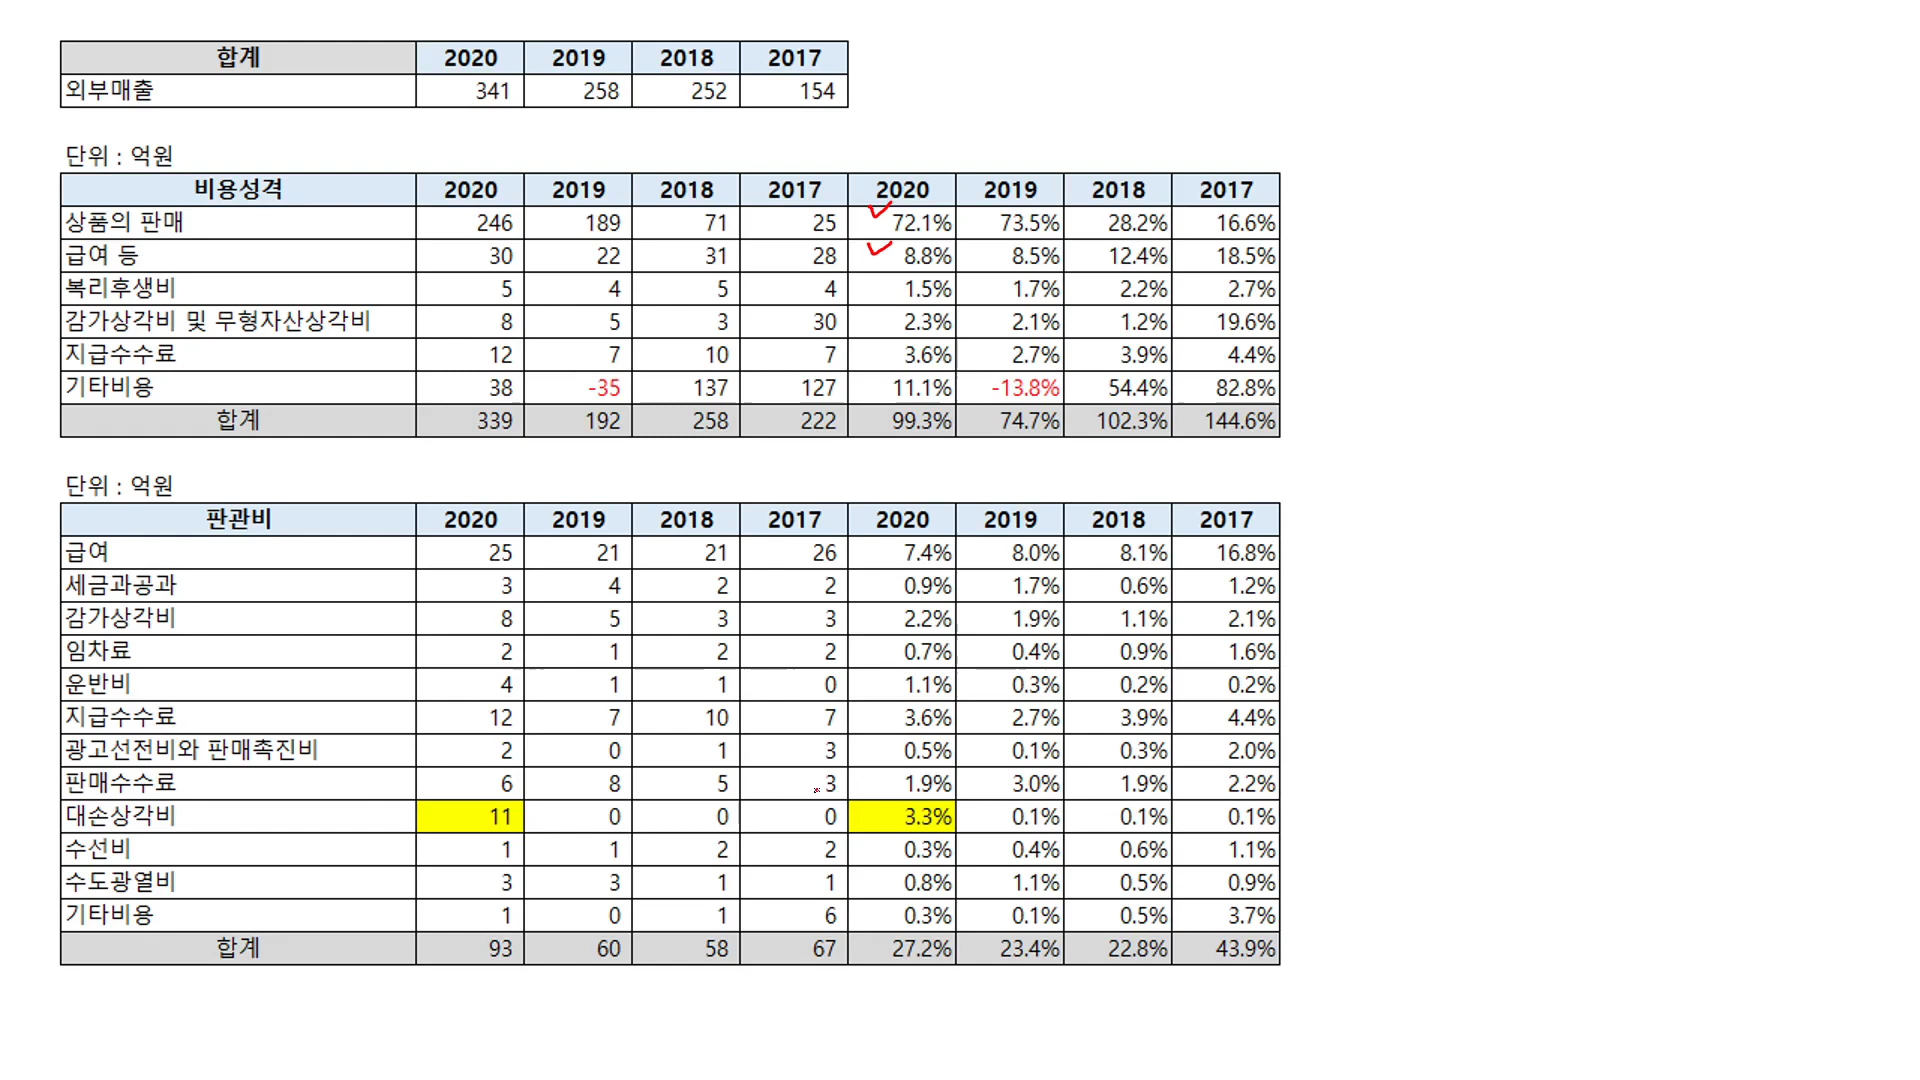 합계 2020 2019 2018 2017
외부매출 341 258 252 154
단위 : 억원
비용성격 2020 2019 2018 2017 2020 2019 2018 2017
상품의 판매 246 189 71 25 72.1% 73.5% 28.2% 16.6%
급여 등 30 22 31 28 8.8% 8.5% 12.4% 18.5%
복리후생비 5 4 5 4 1.5% 1.7% 2.2% 2.7%
감가상각비 및 무형자산상각비 8 5 3 30 2.3% 2.1% 1.2% 19.6%
지급수수료 12 7 10 7 3.6% 2.7% 3.9% 4.4%
기타비용 38 -35 137 127 11.1% -13.8% 54.4% 82.8%
합계 339 192 258 222 99.3% 74.7% 102.3% 144.6%
단위 : 억원
판관비 2020 2019 2018 2017 2020 2019 2018 2017
급여 25 21 21 26 7.4% 8.0% 8.1% 16.8%
세금과공과 3 4 2 2 0.9% 1.7% 0.6% 1.2%
감가상각비 8 5 3 3 2.2% 1.9% 1.1% 2.1%
임차료 2 1 2 2 0.7% 0.4% 0.9% 1.6%
운반비 4 1 1 0 1.1% 0.3% 0.2% 0.2%
지급수수료 12 7 10 7 3.6% 2.7% 3.9% 4.4%
광고선전비와 판매촉진비 2 0 1 3 0.5% 0.1% 0.3% 2.0%
판매수수료 6 8 5 3 1.9% 3.0% 1.9% 2.2%
대손상각비 11 0 0 0 3.3% 0.1% 0.1% 0.1%
수선비 1 1 2 2 0.3% 0.4% 0.6% 1.1%
수도광열비 3 3 1 1 0.8% 1.1% 0.5% 0.9%
기타비용 1 0 1 6 0.3% 0.1% 0.5% 3.7%
합계 93 60 58 67 27.2% 23.4% 22.8% 43.9%